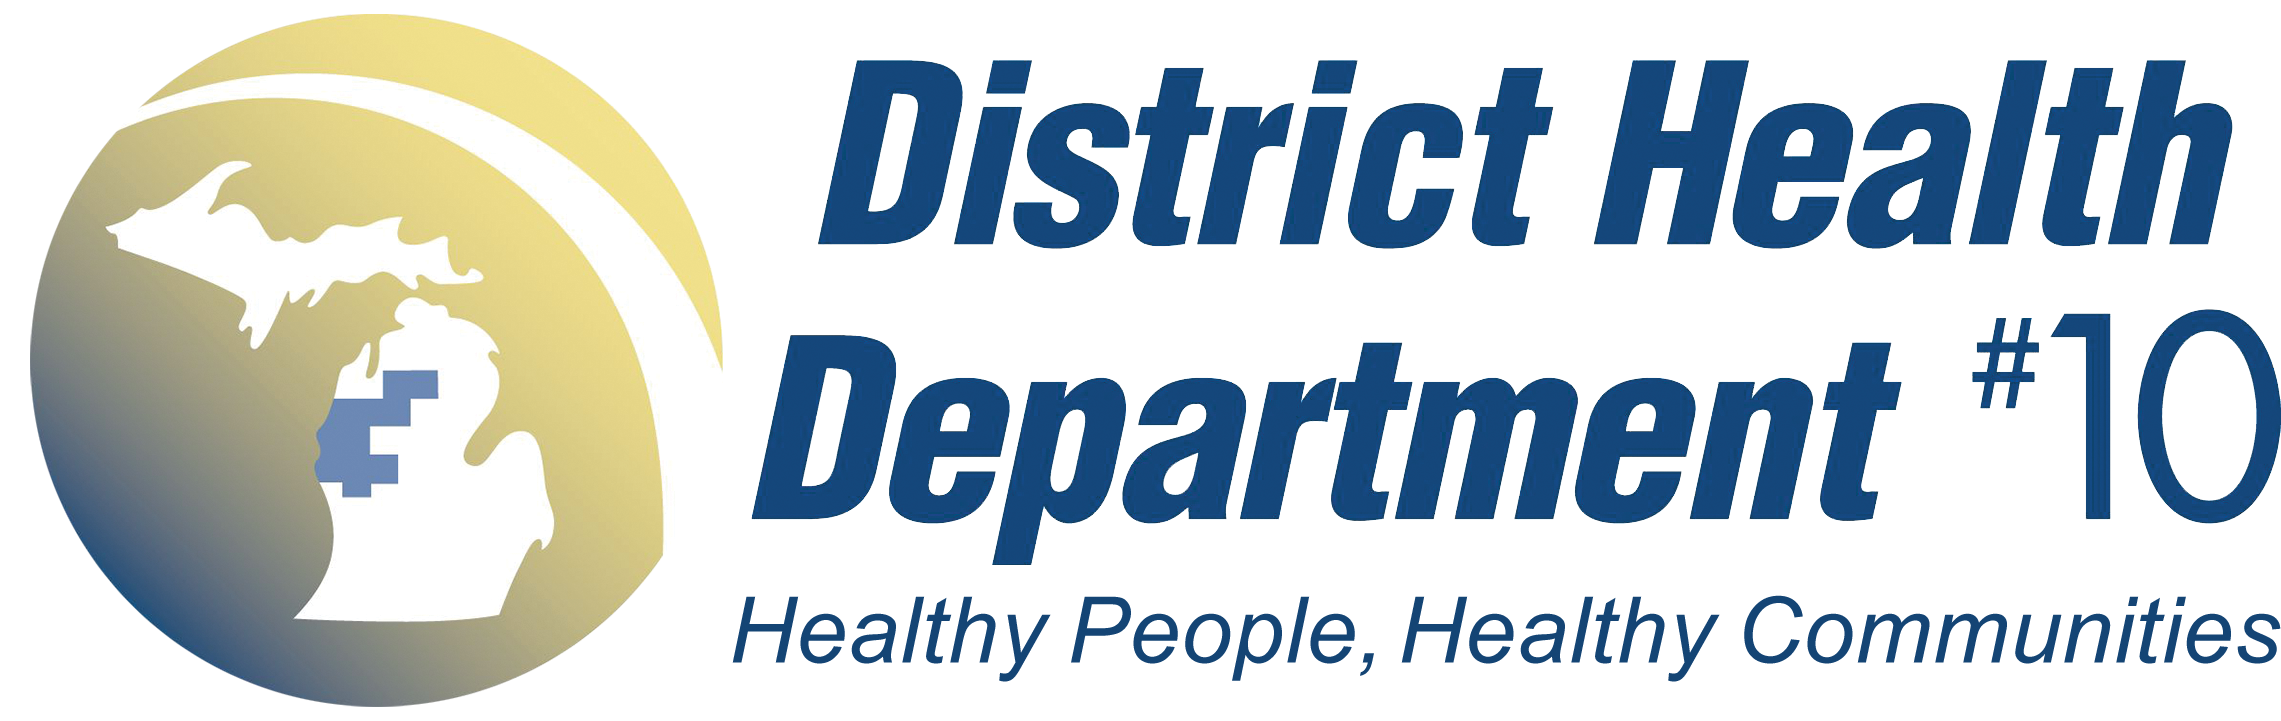 District Health
Department #10
Healthy People, Healthy Communities